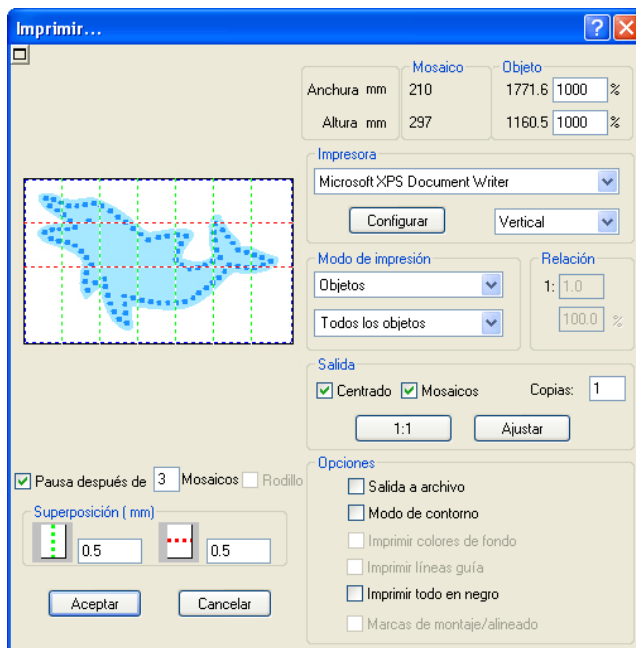 Imprimir...
Mosaico Objeto
Anchura mm 210 1771.6 1000 %
Altura mm 297 1160.5 1000 %
Impresora
Microsoft XPS Document Writer
Configurar Vertical
Modo de impresión Relación
Objetos 1: 1.0
Todos los objetos 100.0 %
Salida
Centrado Mosaicos Copias: 1
1:1 Ajustar
Pausa después de 3 Mosaicos Rodillo
Superposición ( mm)
0.5 0.5
Aceptar Cancelar
Opciones
Salida a archivo
Modo de contorno
Imprimir colores de fondo
Imprimir líneas guía
Imprimir todo en negro
Marcas de montaje/alineado